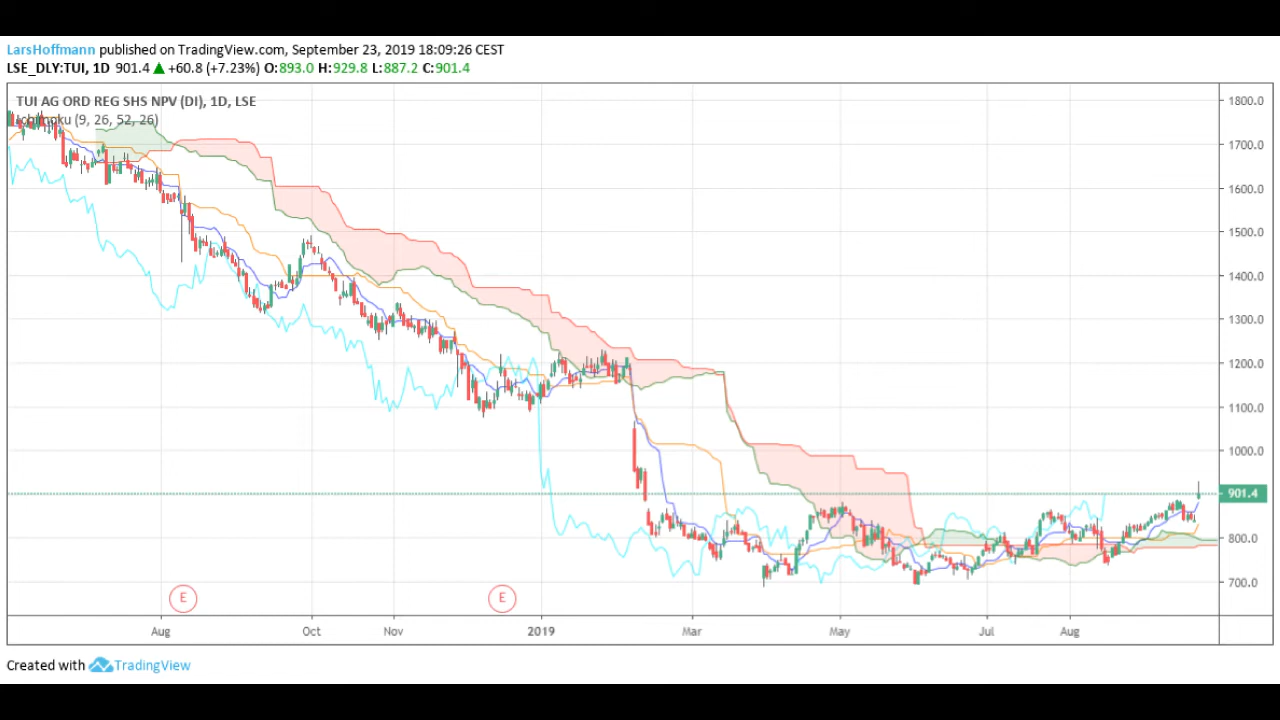 LarsHoffmann published on TradingView.com, September 23, 2019 18:09:26 CEST
LSE_DLY:TUI, 1D 901.4 ▲ +60.8 (+7.23%) O:893.0 H:929.8 L:887.2 C:901.4
TUI AG ORD REG SHS NPV (DI), 1D, LSE
Ichimoku (9, 26, 52, 26)
1800.0
1700.0
1600.0
1500.0
1400.0
1300.0
1200.0
1100.0
1000.0
901.4
800.0
700.0
E
E
Aug
Oct
Nov
2019
Mar
May
Jul
Aug
Created with TradingView